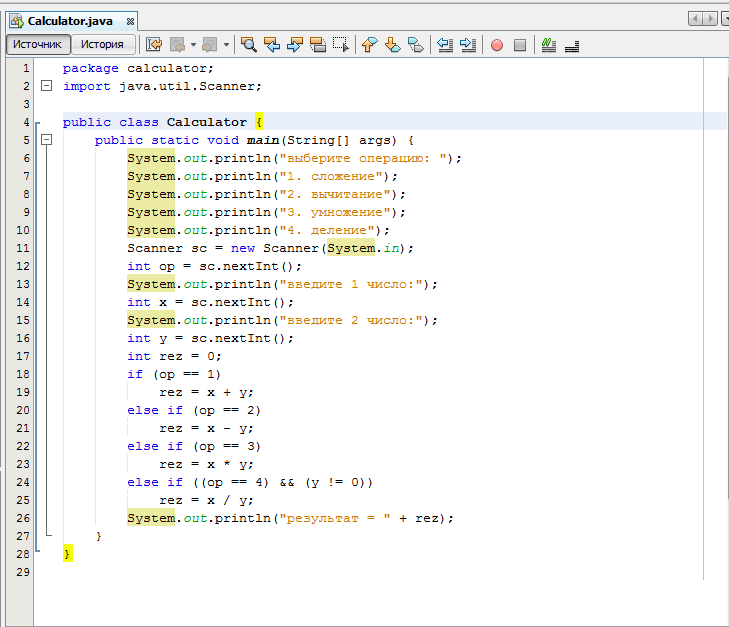 Calculator.java
Источник История
1 package calculator;
2 import java.util.Scanner;
3
4 public class Calculator {
5     public static void main(String[] args) {
6         System.out.println("выберите операцию: ");
7         System.out.println("1. сложение");
8         System.out.println("2. вычитание");
9         System.out.println("3. умножение");
10         System.out.println("4. деление");
11         Scanner sc = new Scanner(System.in);
12         int op = sc.nextInt();
13         System.out.println("введите 1 число:");
14         int x = sc.nextInt();
15         System.out.println("введите 2 число:");
16         int y = sc.nextInt();
17         int rez = 0;
18         if (op == 1)
19             rez = x + y;
20         else if (op == 2)
21             rez = x - y;
22         else if (op == 3)
23             rez = x * y;
24         else if ((op == 4) && (y != 0))
25             rez = x / y;
26         System.out.println("результат = " + rez);
27     }
28 }
29